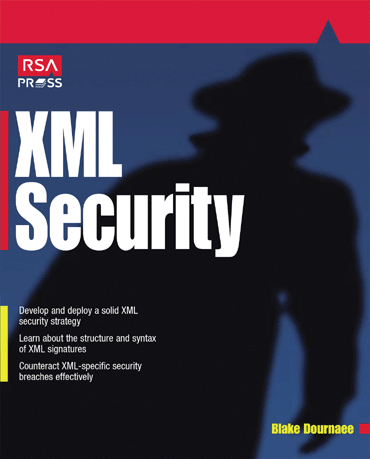 RSA
PRESS
XML
Security
Develop and deploy a solid XML
security strategy
Learn about the structure and syntax
of XML signatures
Counteract XML-specific security
breaches effectively
Blake Dournaee